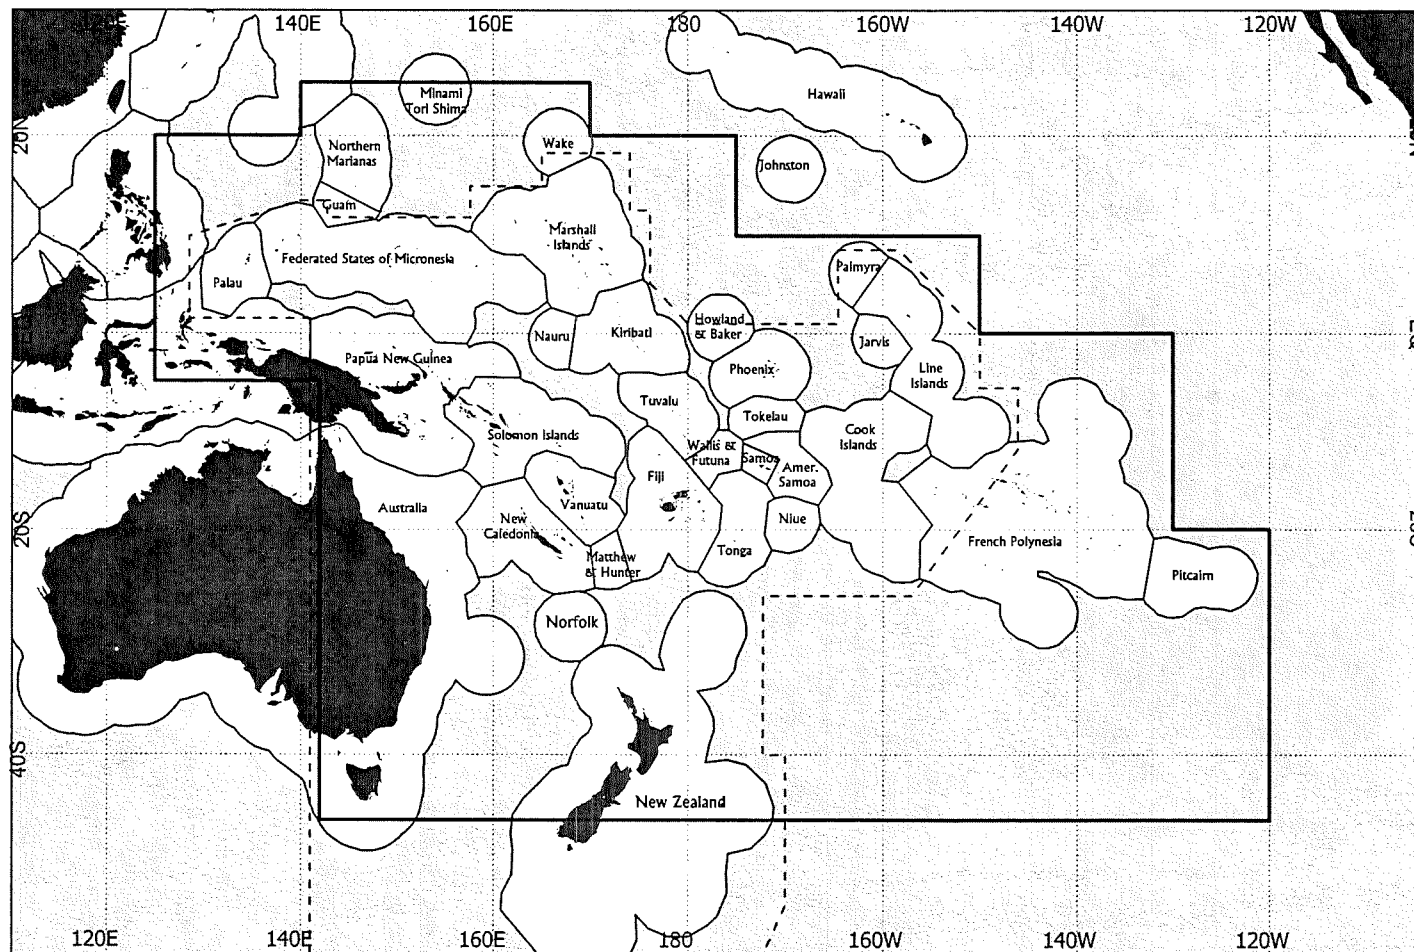 120E 140E 160E 180 160W 140W 120W
Minami
Tori Shima
Hawaii
20N
Wake
Northern
Marianas
Johnston
Guam
Marshall
Islands
Federated States of Micronesia
Palau
Palmyra
Howland
& Baker
Nauru
Kiribati
Jarvis
Papua New Guinea
Phoenix
Line
Islands
Tuvalu
Tokelau
Cook
Islands
Solomon Islands
Wallis &
Futuna
Samoa
Amer.
Samoa
Fiji
Vanuatu
Australia
20S
New
Caledonia
Niue
20S
French Polynesia
Tonga
Matthew
& Hunter
Pitcairn
Norfolk
40S
New Zealand
120E 140E 160E 180 160W 140W 120W